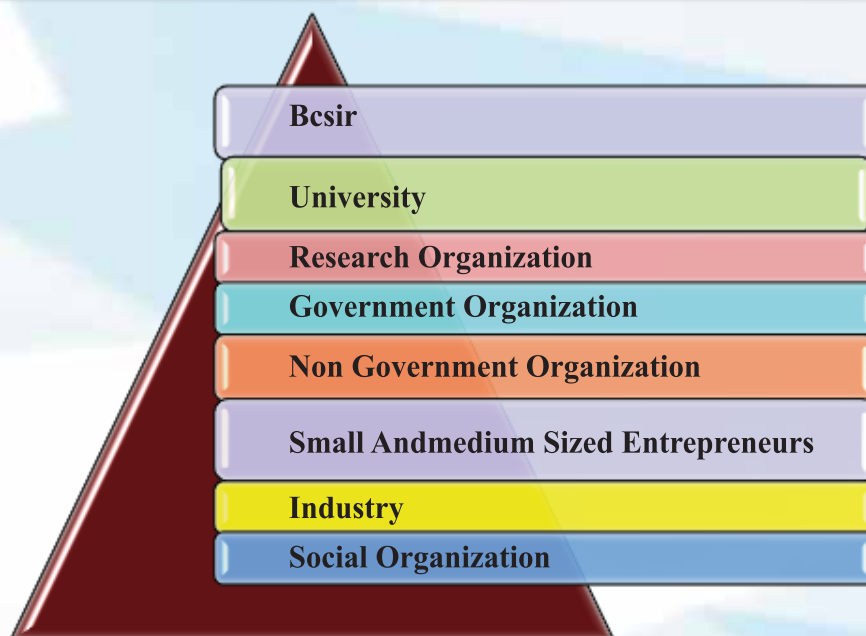 Bcsir
University
Research Organization
Government Organization
Non Government Organization
Small Andmedium Sized Entrepreneurs
Industry
Social Organization